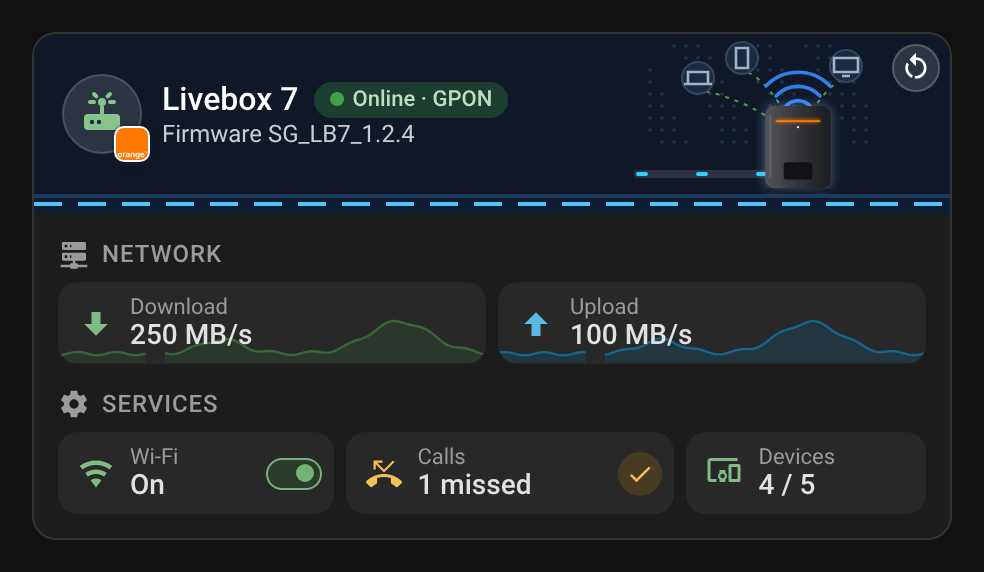 Livebox 7
Online · GPON
Firmware SG_LB7_1.2.4
orange
NETWORK
Download
250 MB/s
Upload
100 MB/s
SERVICES
Wi-Fi
On
Calls
1 missed
Devices
4 / 5